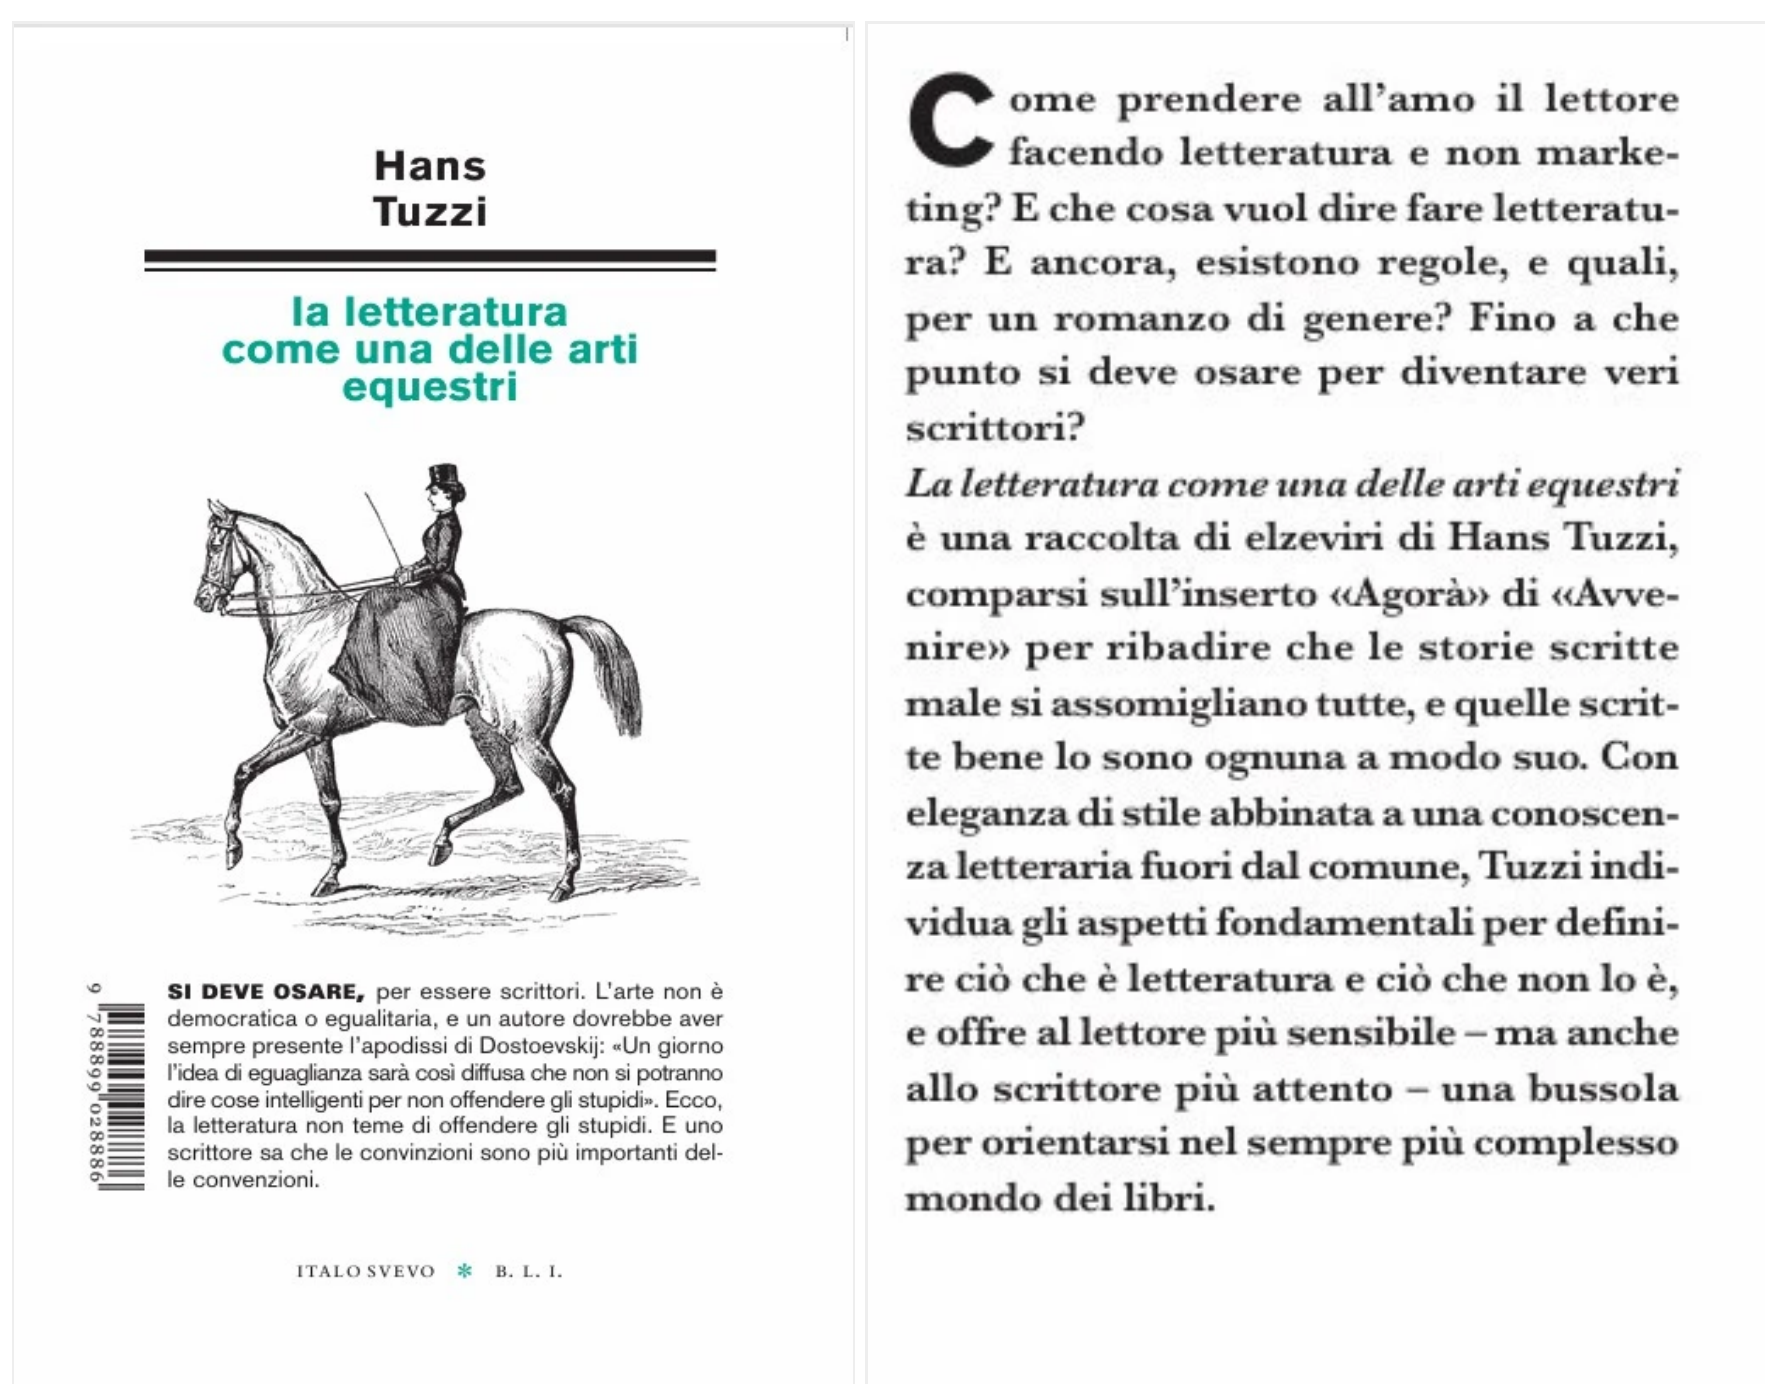 Hans
Tuzzi
la letteratura
come una delle arti
equestri
SI DEVE OSARE, per essere scrittori. L'arte non è
democratica o egualitaria, e un autore dovrebbe aver
sempre presente l'apodissi di Dostoevskij: «Un giorno
l'idea di eguaglianza sarà così diffusa che non si potranno
dire cose intelligenti per non offendere gli stupidi». Ecco,
la letteratura non teme di offendere gli stupidi. E uno
scrittore sa che le convinzioni sono più importanti del-
le convenzioni.
9 788899 028886
ITALO SVEVO * B. L. I.
Come prendere all'amo il lettore
facendo letteratura e non marke-
ting? E che cosa vuol dire fare letteratu-
ra? E ancora, esistono regole, e quali,
per un romanzo di genere? Fino a che
punto si deve osare per diventare veri
scrittori?
La letteratura come una delle arti equestri
è una raccolta di elzeviri di Hans Tuzzi,
comparsi sull'inserto «Agorà» di «Avve-
nire» per ribadire che le storie scritte
male si assomigliano tutte, e quelle scrit-
te bene lo sono ognuna a modo suo. Con
eleganza di stile abbinata a una conoscen-
za letteraria fuori dal comune, Tuzzi indi-
vidua gli aspetti fondamentali per defini-
re ciò che è letteratura e ciò che non lo è,
e offre al lettore più sensibile – ma anche
allo scrittore più attento – una bussola
per orientarsi nel sempre più complesso
mondo dei libri.